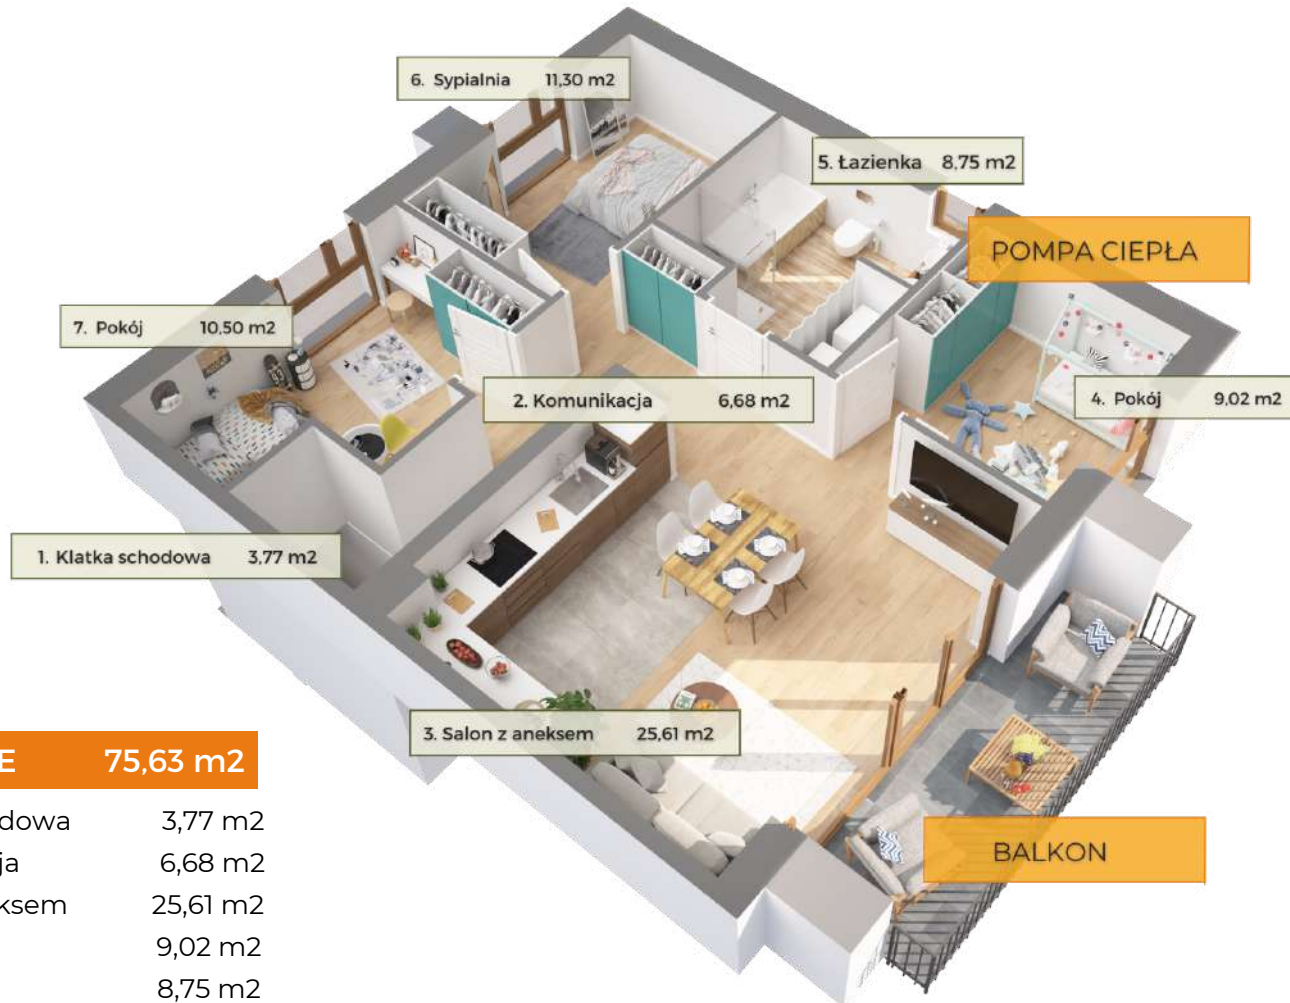 6. Sypialnia 11,30 m2
5. Łazienka 8,75 m2
POMPA CIEPŁA
7. Pokój 10,50 m2
2. Komunikacja 6,68 m2
4. Pokój 9,02 m2
1. Klatka schodowa 3,77 m2
3. Salon z aneksem 25,61 m2
E 75,63 m2
dowa 3,77 m2
ja 6,68 m2
ksem 25,61 m2
9,02 m2
8,75 m2
BALKON